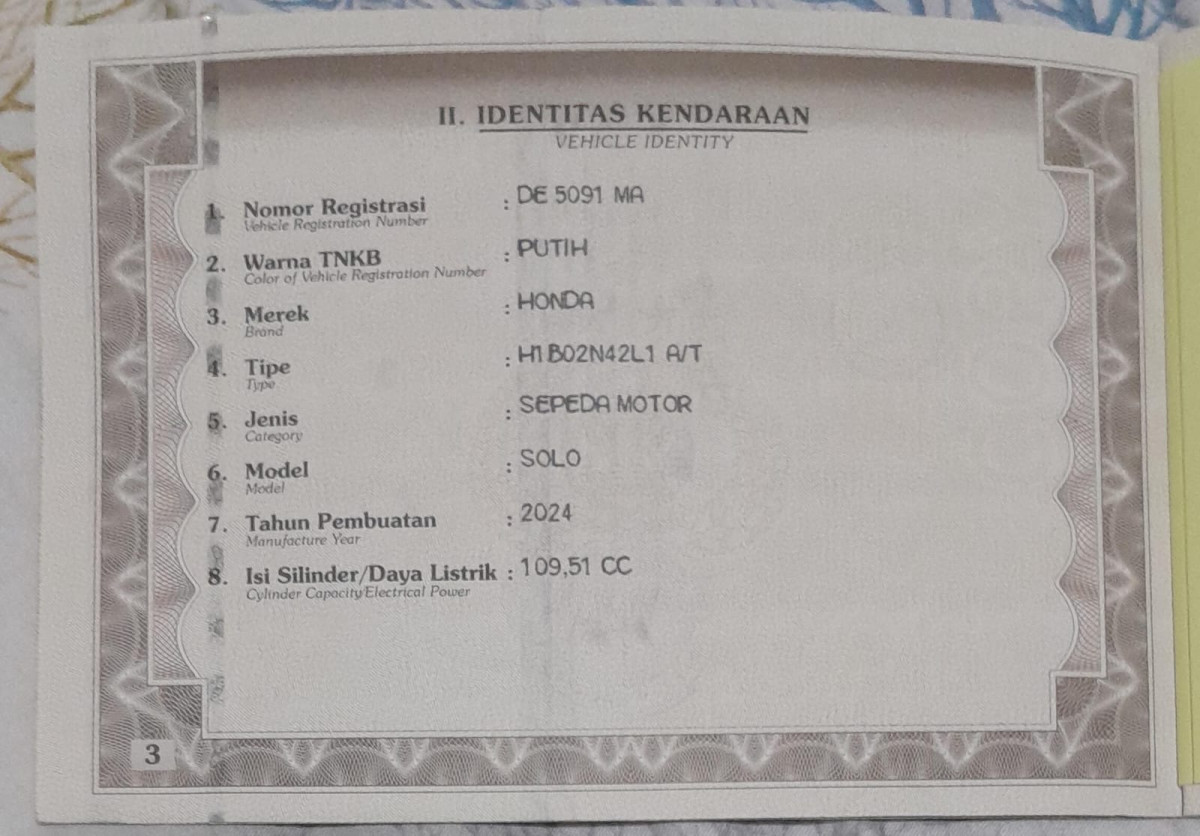 II. IDENTITAS KENDARAAN
VEHICLE IDENTITY
1. Nomor Registrasi : DE 5091 MA
Vehicle Registration Number
2. Warna TNKB : PUTIH
Color of Vehicle Registration Number
3. Merek : HONDA
Brand
4. Tipe : H1B02N42L1 A/T
Type
5. Jenis : SEPEDA MOTOR
Category
6. Model : SOLO
Model
7. Tahun Pembuatan : 2024
Manufacture Year
8. Isi Silinder/Daya Listrik : 109,51 CC
Cylinder Capacity/Electrical Power
3